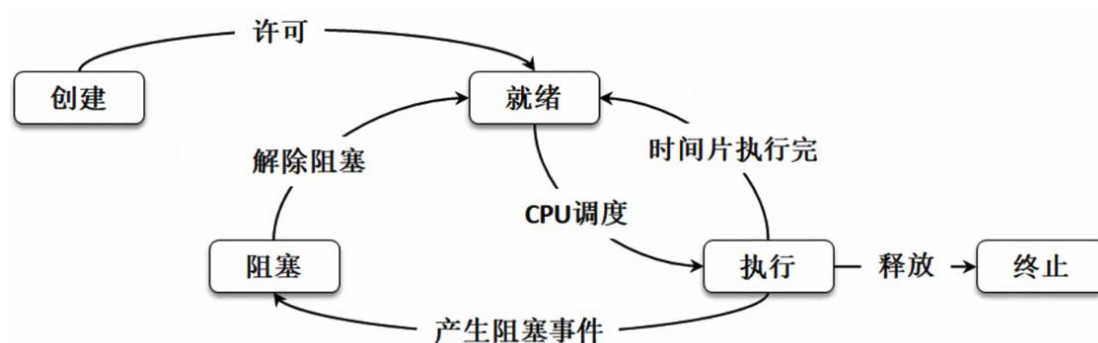 许可
创建
就绪
解除阻塞
时间片执行完
CPU调度
阻塞
执行
释放
终止
产生阻塞事件